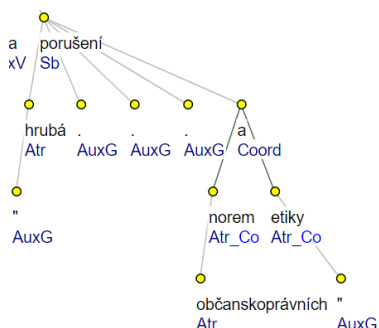 a porušení
xV Sb
hrubá . . . a
Atr AuxG AuxG AuxG Coord
" norem etiky
AuxG Atr_Co Atr_Co
občanskoprávních "
Atr AuxG